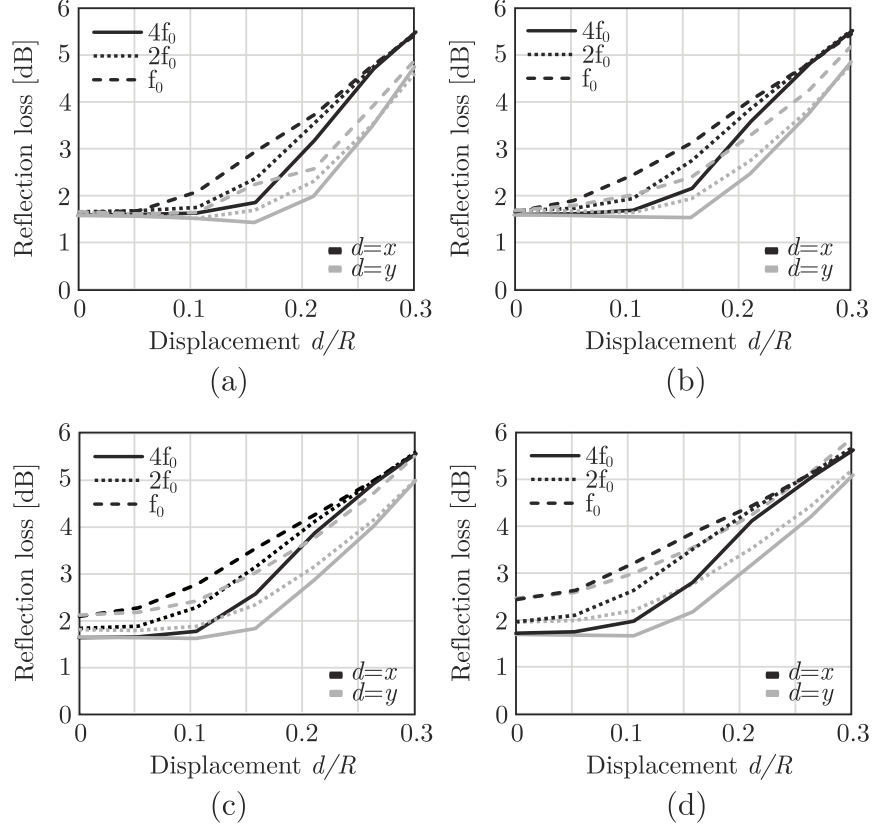 6
5
4
3
2
1
0
Reflection loss [dB]
4f₀
2f₀
f₀
d=x
d=y
0 0.1 0.2 0.3
Displacement d/R
(a)
6
5
4
3
2
1
0
Reflection loss [dB]
4f₀
2f₀
f₀
d=x
d=y
0 0.1 0.2 0.3
Displacement d/R
(b)
6
5
4
3
2
1
0
Reflection loss [dB]
4f₀
2f₀
f₀
d=x
d=y
0 0.1 0.2 0.3
Displacement d/R
(c)
6
5
4
3
2
1
0
Reflection loss [dB]
4f₀
2f₀
f₀
d=x
d=y
0 0.1 0.2 0.3
Displacement d/R
(d)